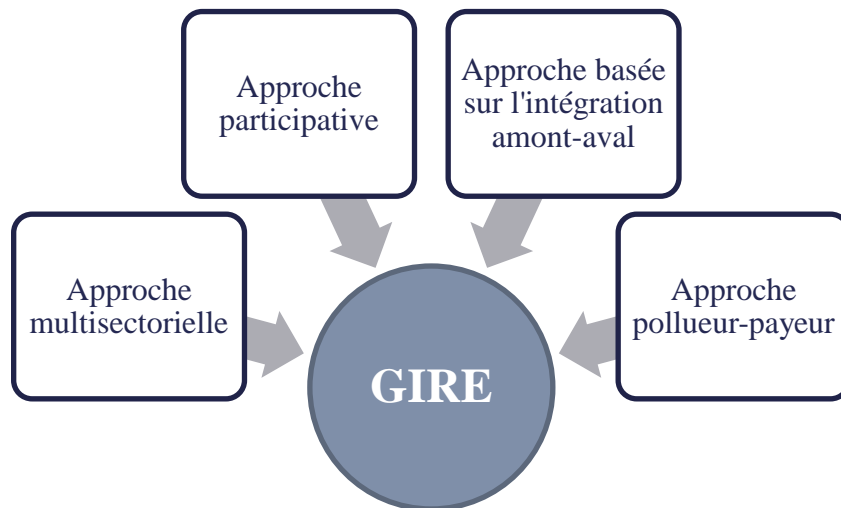 Approche
participative
Approche basée
sur l'intégration
amont-aval
Approche
multisectorielle
Approche
pollueur-payeur
GIRE